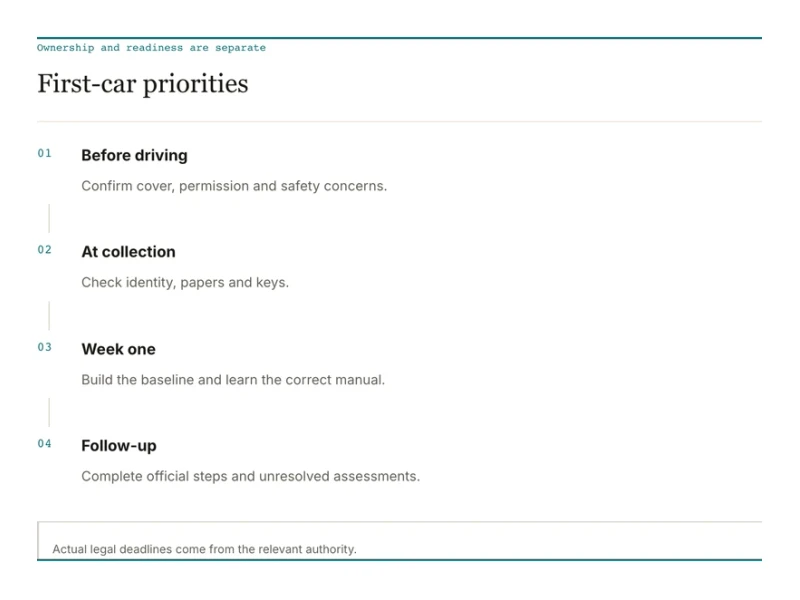 Ownership and readiness are separate
First-car priorities
01
Before driving
Confirm cover, permission and safety concerns.
02
At collection
Check identity, papers and keys.
03
Week one
Build the baseline and learn the correct manual.
04
Follow-up
Complete official steps and unresolved assessments.
Actual legal deadlines come from the relevant authority.